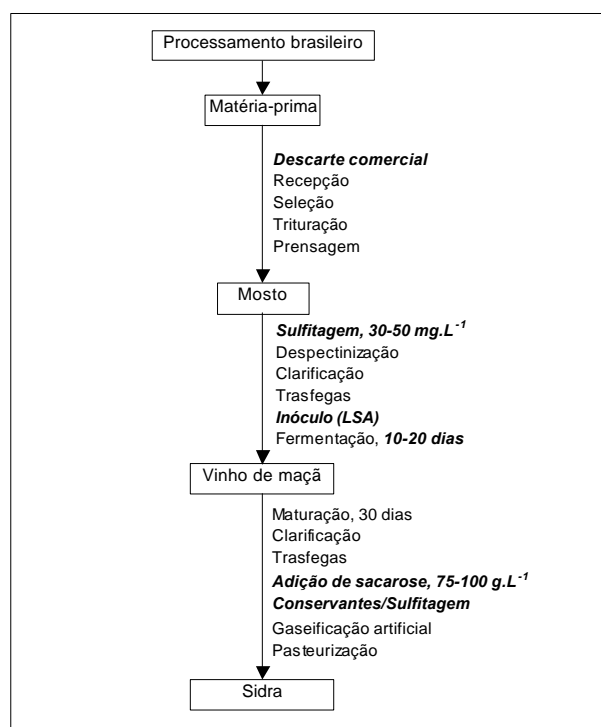 Processamento brasileiro
Matéria-prima
Descarte comercial
Recepção
Seleção
Trituração
Prensagem
Mosto
Sulfitagem, 30-50 mg.L⁻¹
Despectinização
Clarificação
Trasfegas
Inóculo (LSA)
Fermentação, 10-20 dias
Vinho de maçã
Maturação, 30 dias
Clarificação
Trasfegas
Adição de sacarose, 75-100 g.L⁻¹
Conservantes/Sulfitagem
Gaseificação artificial
Pasteurização
Sidra